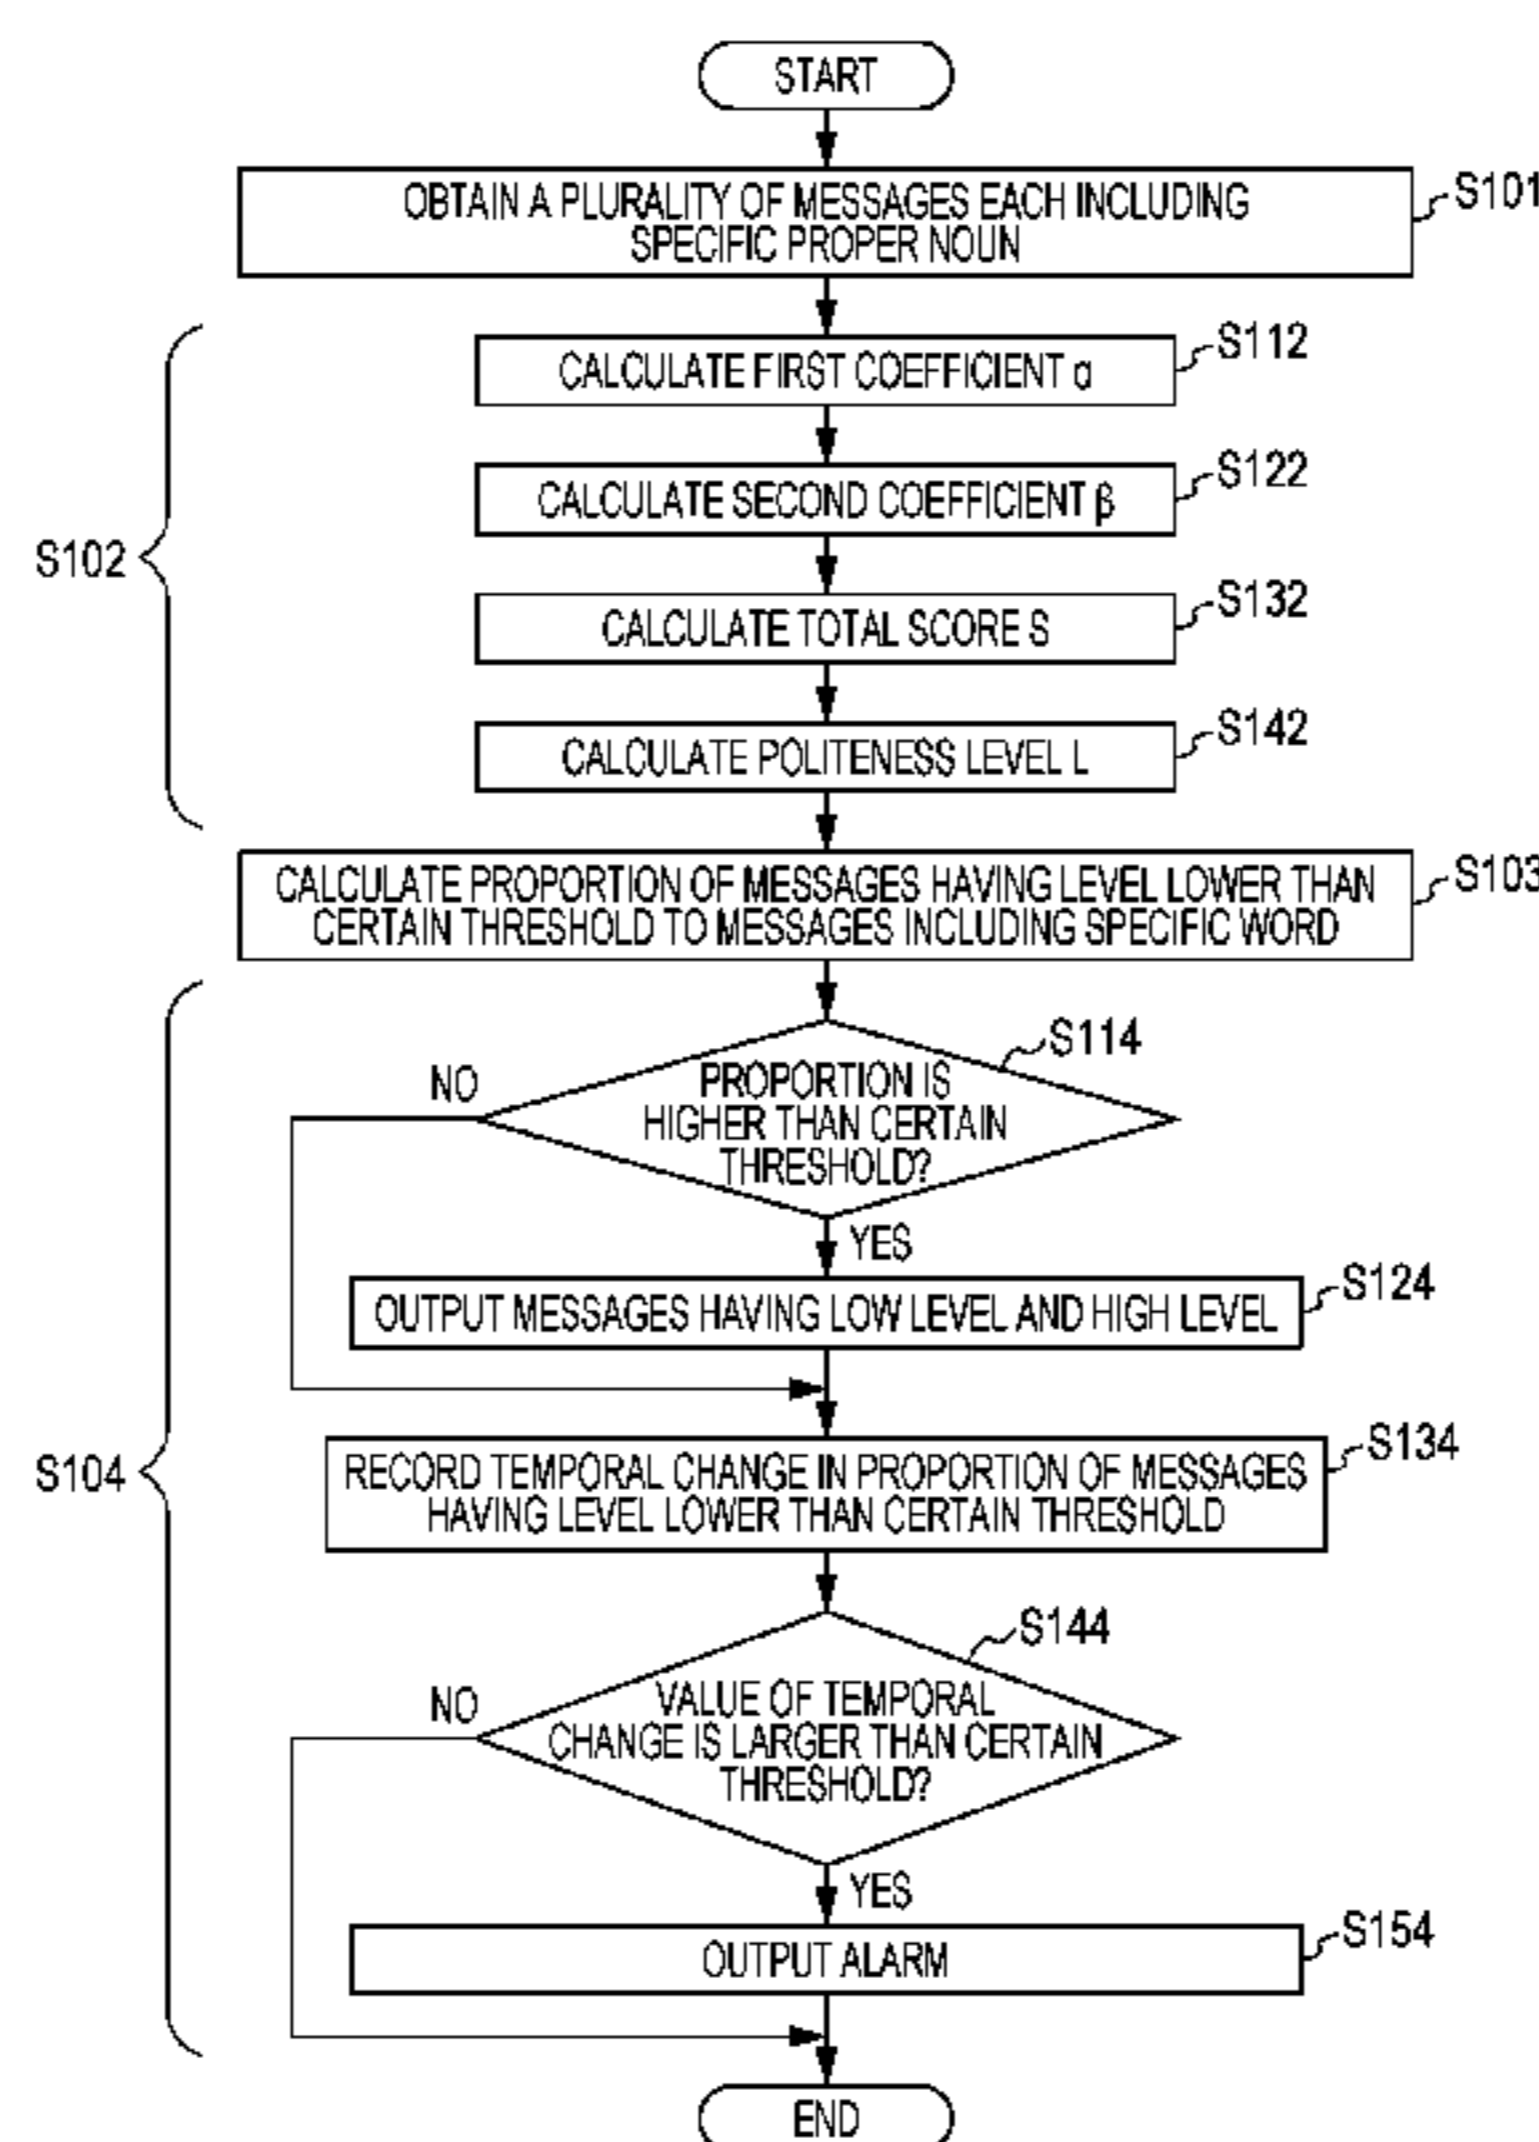 START
OBTAIN A PLURALITY OF MESSAGES EACH INCLUDING
SPECIFIC PROPER NOUN
S101
CALCULATE FIRST COEFFICIENT α
S112
CALCULATE SECOND COEFFICIENT β
S122
S102
CALCULATE TOTAL SCORE S
S132
CALCULATE POLITENESS LEVEL L
S142
CALCULATE PROPORTION OF MESSAGES HAVING LEVEL LOWER THAN
CERTAIN THRESHOLD TO MESSAGES INCLUDING SPECIFIC WORD
S103
S114
NO
PROPORTION IS
HIGHER THAN CERTAIN
THRESHOLD?
YES
OUTPUT MESSAGES HAVING LOW LEVEL AND HIGH LEVEL
S124
S104
RECORD TEMPORAL CHANGE IN PROPORTION OF MESSAGES
HAVING LEVEL LOWER THAN CERTAIN THRESHOLD
S134
S144
NO
VALUE OF TEMPORAL
CHANGE IS LARGER THAN CERTAIN
THRESHOLD?
YES
OUTPUT ALARM
S154
END